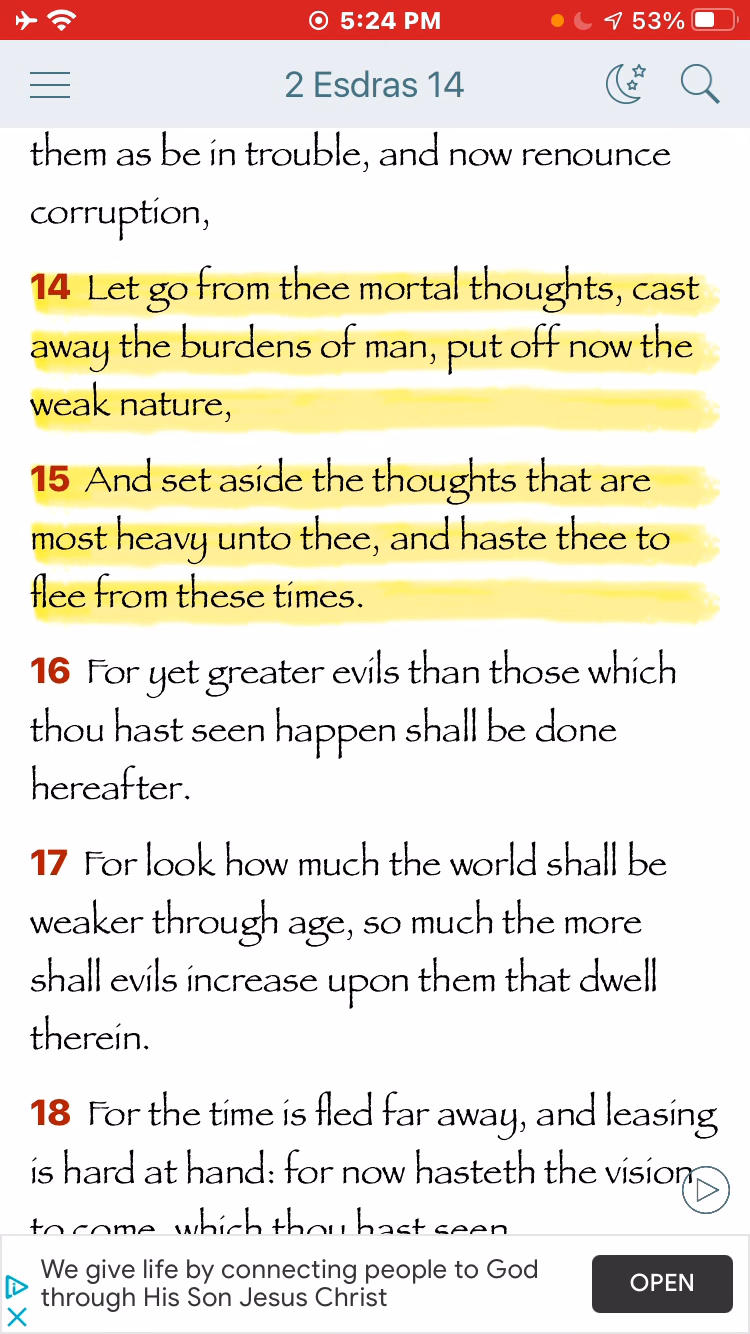 5:24 PM
53%
2 Esdras 14
them as be in trouble, and now renounce
corruption,
14 Let go from thee mortal thoughts, cast
away the burdens of man, put off now the
weak nature,
15 And set aside the thoughts that are
most heavy unto thee, and haste thee to
flee from these times.
16 For yet greater evils than those which
thou hast seen happen shall be done
hereafter.
17 For look how much the world shall be
weaker through age, so much the more
shall evils increase upon them that dwell
therein.
18 For the time is fled far away, and leasing
is hard at hand: for now hasteth the vision
to come, which thou hast seen.
We give life by connecting people to God
through His Son Jesus Christ
OPEN